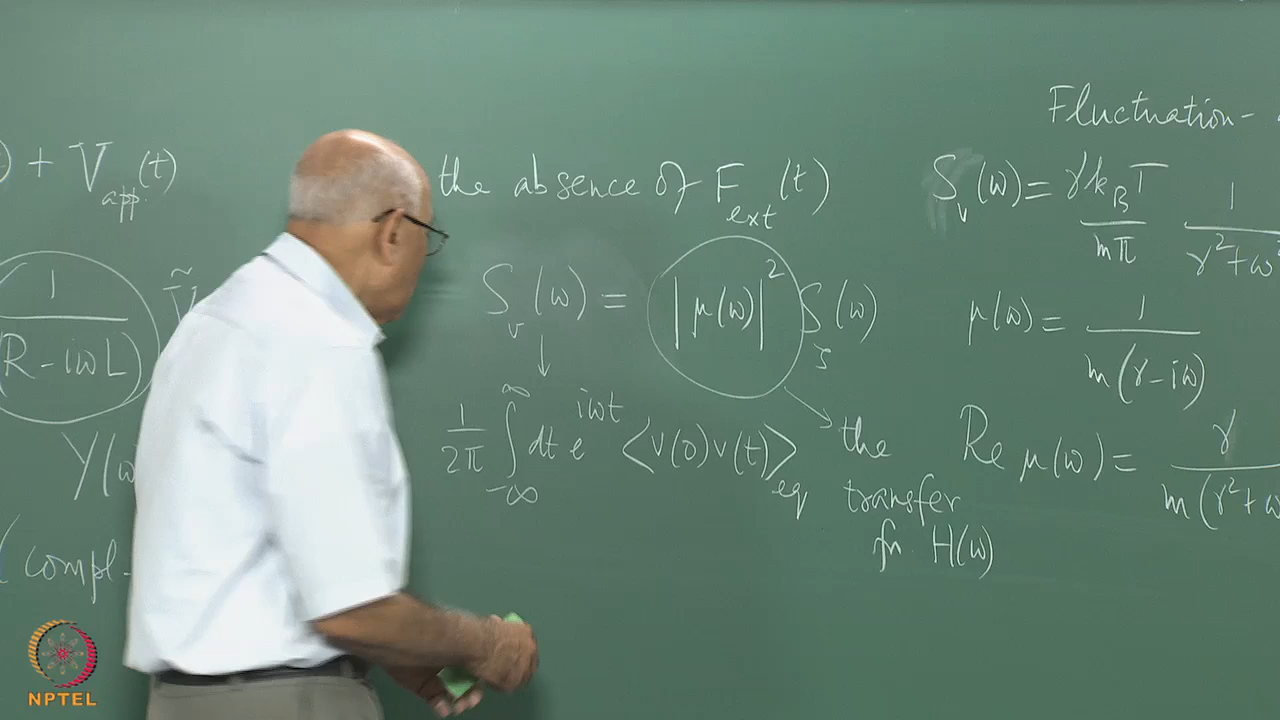 ) + V_app.(t)
1 / (R - iωL) Ṽ
Y(ω
( compl -
the absence of F_ext(t)
S_v(ω) = |μ(ω)|² S_ζ(ω)
1/2π ∫_{-∞}^{∞} dt e^{iωt} <v(0)v(t)>_eq
the
transfer
fn. H(ω)
Fluctuation-
S_v(ω) = γk_BT / mπ 1 / γ²+ω²
μ(ω) = 1 / m(γ-iω)
Re μ(ω) = γ / m(γ²+ω
NPTEL